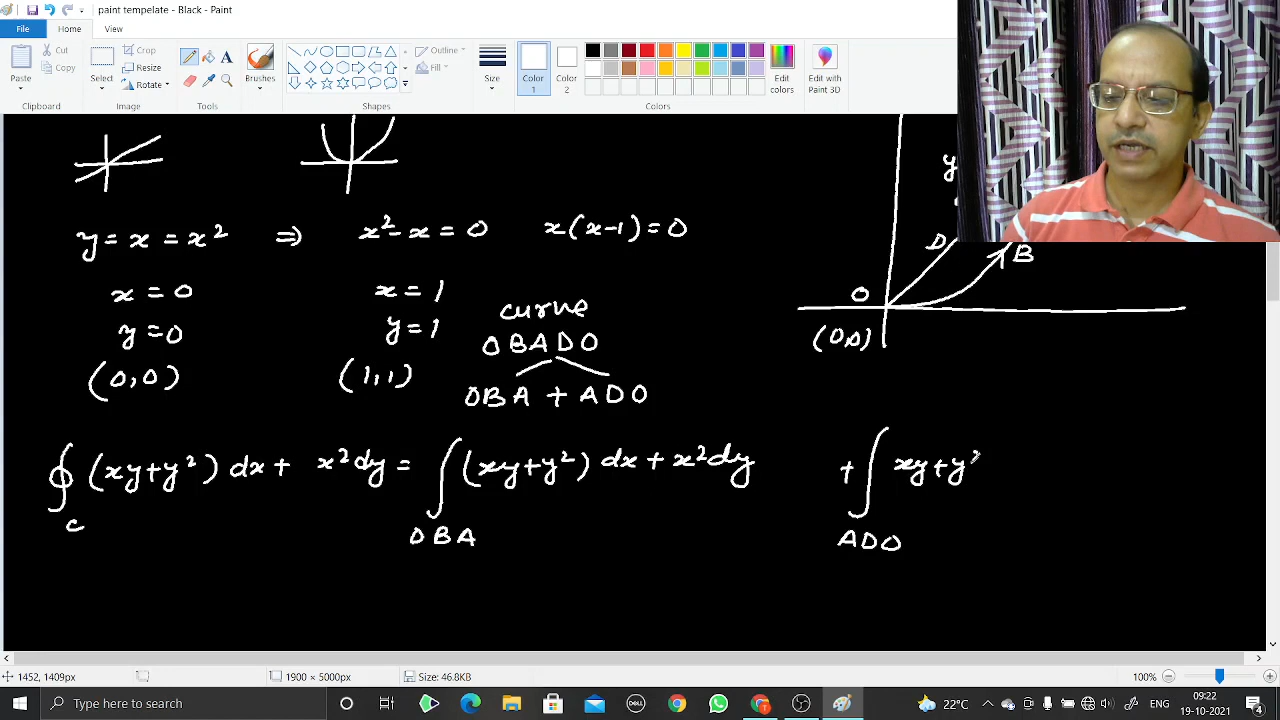 paint template - Black - Paint
File Home View
Paste Cut Copy Clipboard
Select Crop Resize Rotate Image
Tools
Brushes
Outline Fill Shapes
Size
Color 1 Color 2 Edit colors Colors
Edit with Paint 3D
y = x = x² ⇒ x² - x = 0 x(x-1) = 0
x = 0 x = 1
y = 0 y = 1
(0,0) (1,1)
curve
OBADO
OBA + ADO
y
D
B
O
(0,0)
∮ (xy+y²) dx + x²dy = ∫ (xy+y²) dx + x²dy + ∫ xy+y²
C OBA ADO
1452, 1409px 1900 × 5000px Size: 46.0KB 100%
Type here to search
DELL
22°C ENG 09:22
19-10-2021